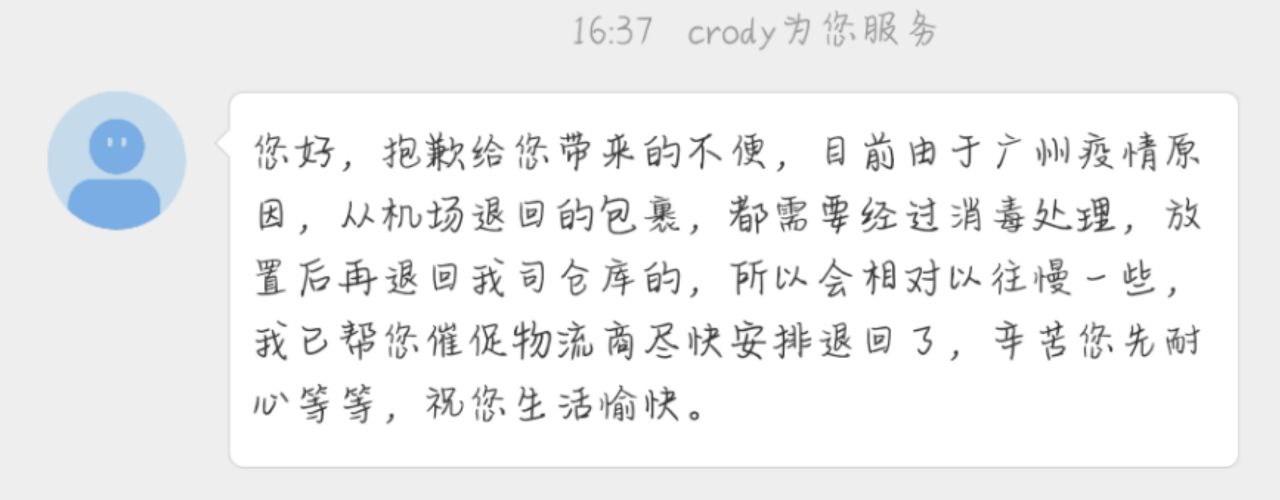 16:37 crody为您服务
您好，抱歉给您带来的不便，目前由于广州疫情原
因，从机场退回的包裹，都需要经过消毒处理，放
置后再退回我司仓库的，所以会相对以往慢一些，
我已帮您催促物流商尽快安排退回了，辛苦您先耐
心等等，祝您生活愉快。